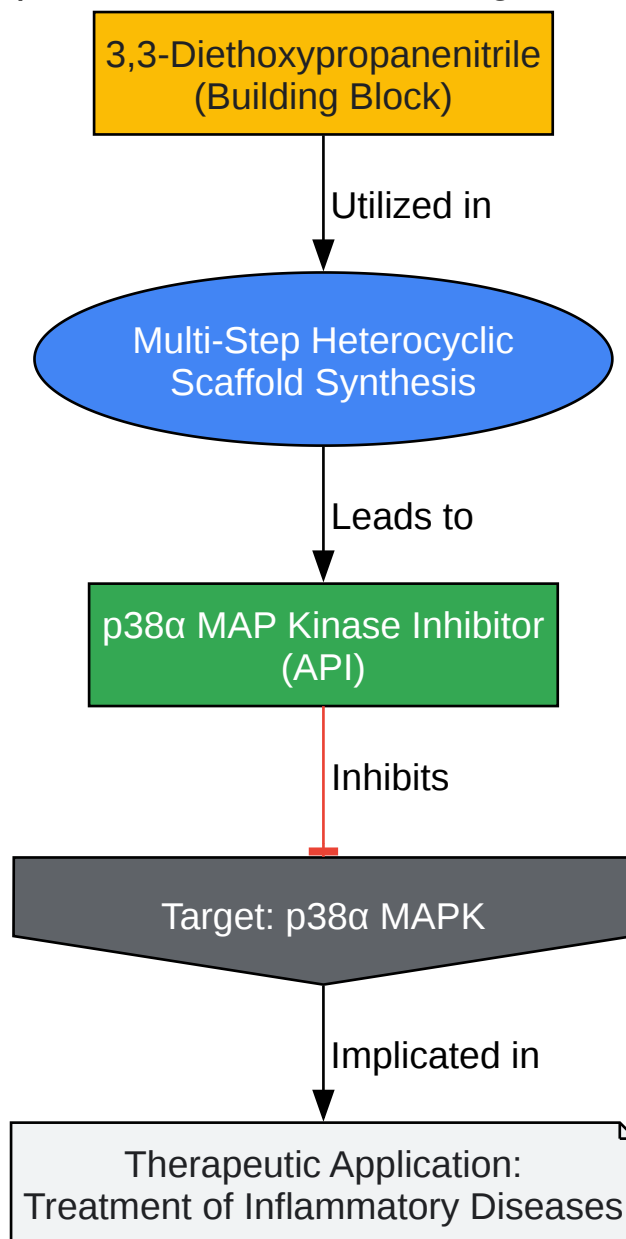 3,3-Diethoxypropanenitrile
(Building Block)
Utilized in
Multi-Step Heterocyclic
Scaffold Synthesis
Leads to
p38α MAP Kinase Inhibitor
(API)
Inhibits
Target: p38α MAPK
Implicated in
Therapeutic Application:
Treatment of Inflammatory Diseases